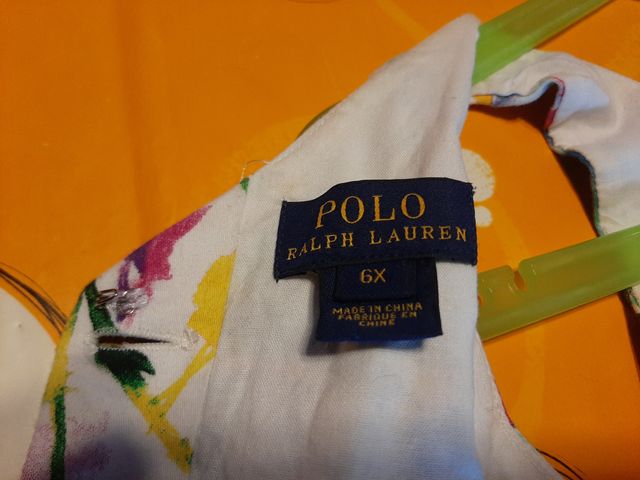 POLO
RALPH LAUREN
6X
MADE IN CHINA
FABRIQUE EN
CHINE